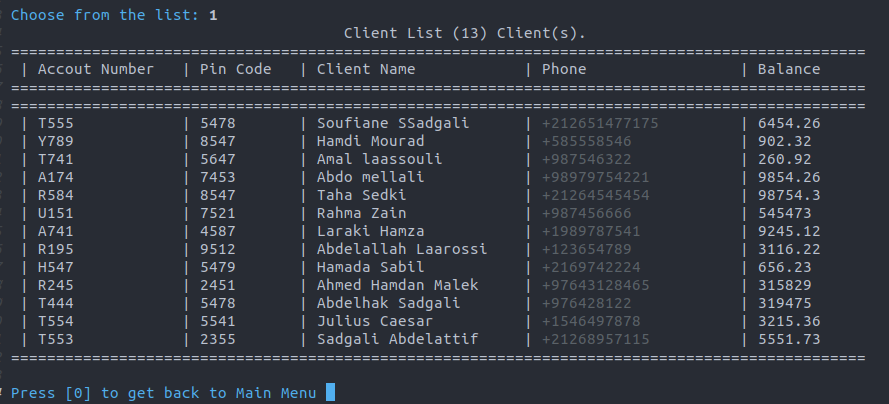 Choose from the list: 1
Client List (13) Client(s).
===============================================================================================
| Accout Number | Pin Code | Client Name | Phone | Balance
===============================================================================================
===============================================================================================
| T555 | 5478 | Soufiane SSadgali | +212651477175 | 6454.26
| Y789 | 8547 | Hamdi Mourad | +585558546 | 902.32
| T741 | 5647 | Amal laassouli | +987546322 | 260.92
| A174 | 7453 | Abdo mellali | +98979754221 | 9854.26
| R584 | 8547 | Taha Sedki | +21264545454 | 98754.3
| U151 | 7521 | Rahma Zain | +987456666 | 545473
| A741 | 4587 | Laraki Hamza | +1989787541 | 9245.12
| R195 | 9512 | Abdelallah Laarossi | +123654789 | 3116.22
| H547 | 5479 | Hamada Sabil | +2169742224 | 656.23
| R245 | 2451 | Ahmed Hamdan Malek | +97643128465 | 315829
| T444 | 5478 | Abdelhak Sadgali | +976428122 | 319475
| T554 | 5541 | Julius Caesar | +1546497878 | 3215.36
| T553 | 2355 | Sadgali Abdelattif | +21268957115 | 5551.73
===============================================================================================
Press [0] to get back to Main Menu